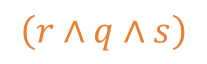 (r ∧ q ∧ s)